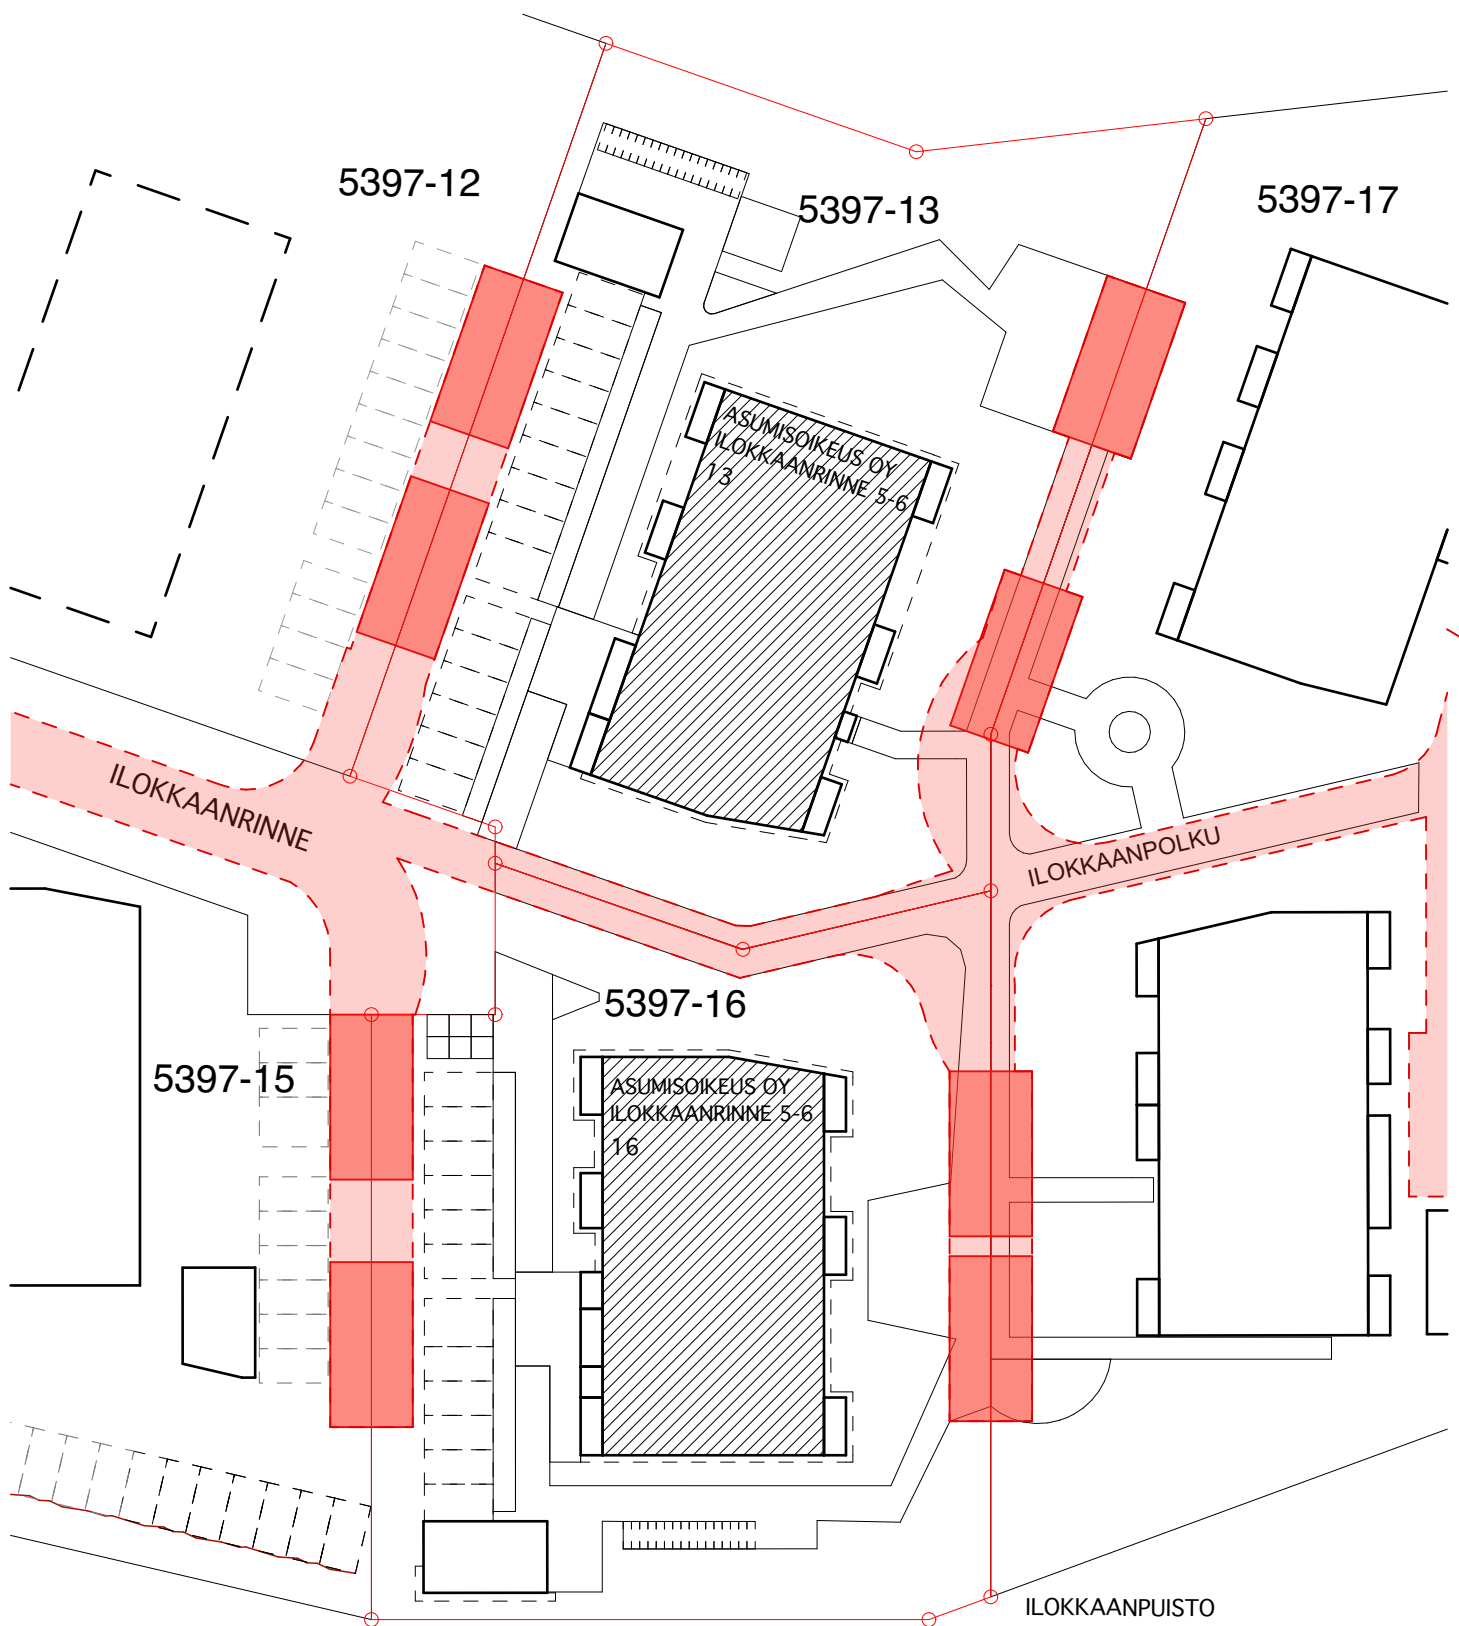 5397-12
5397-13
5397-17
ASUMISOIKEUS OY
ILOKKAANRINNE 5-6
13
ILOKKAANRINNE
ILOKKAANPOLKU
5397-16
5397-15
ASUMISOIKEUS OY
ILOKKAANRINNE 5-6
16
ILOKKAANPUISTO